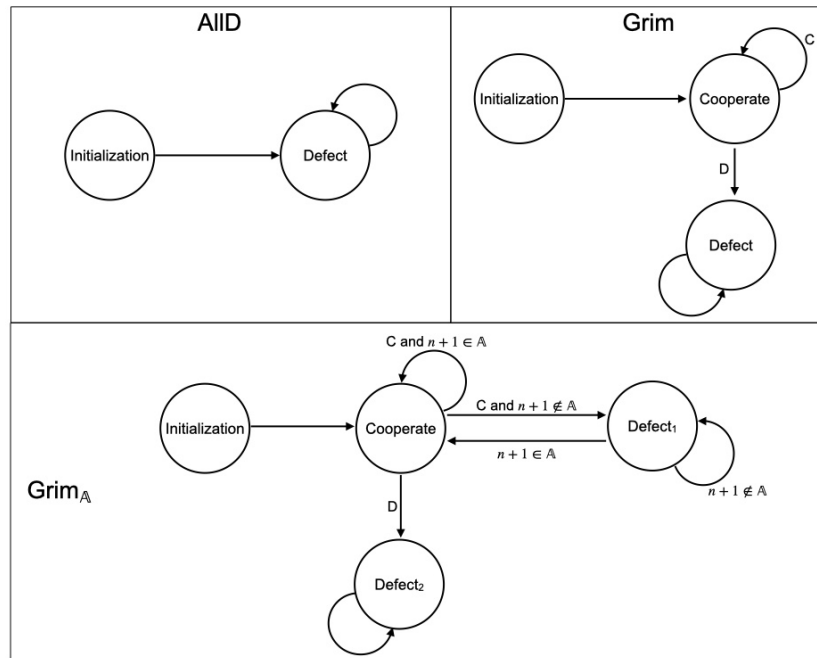 AllD
Initialization
Defect
Grim
C
Initialization
Cooperate
D
Defect
Grim𝔸
C and n + 1 ∈ 𝔸
Initialization
Cooperate
C and n + 1 ∉ 𝔸
n + 1 ∈ 𝔸
Defect₁
n + 1 ∉ 𝔸
D
Defect₂